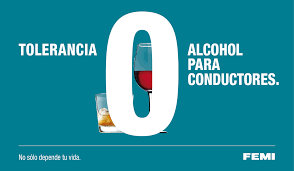 TOLERANCIA 0 ALCOHOL
PARA
CONDUCTORES.
No sólo depende tu vida.
FEMI